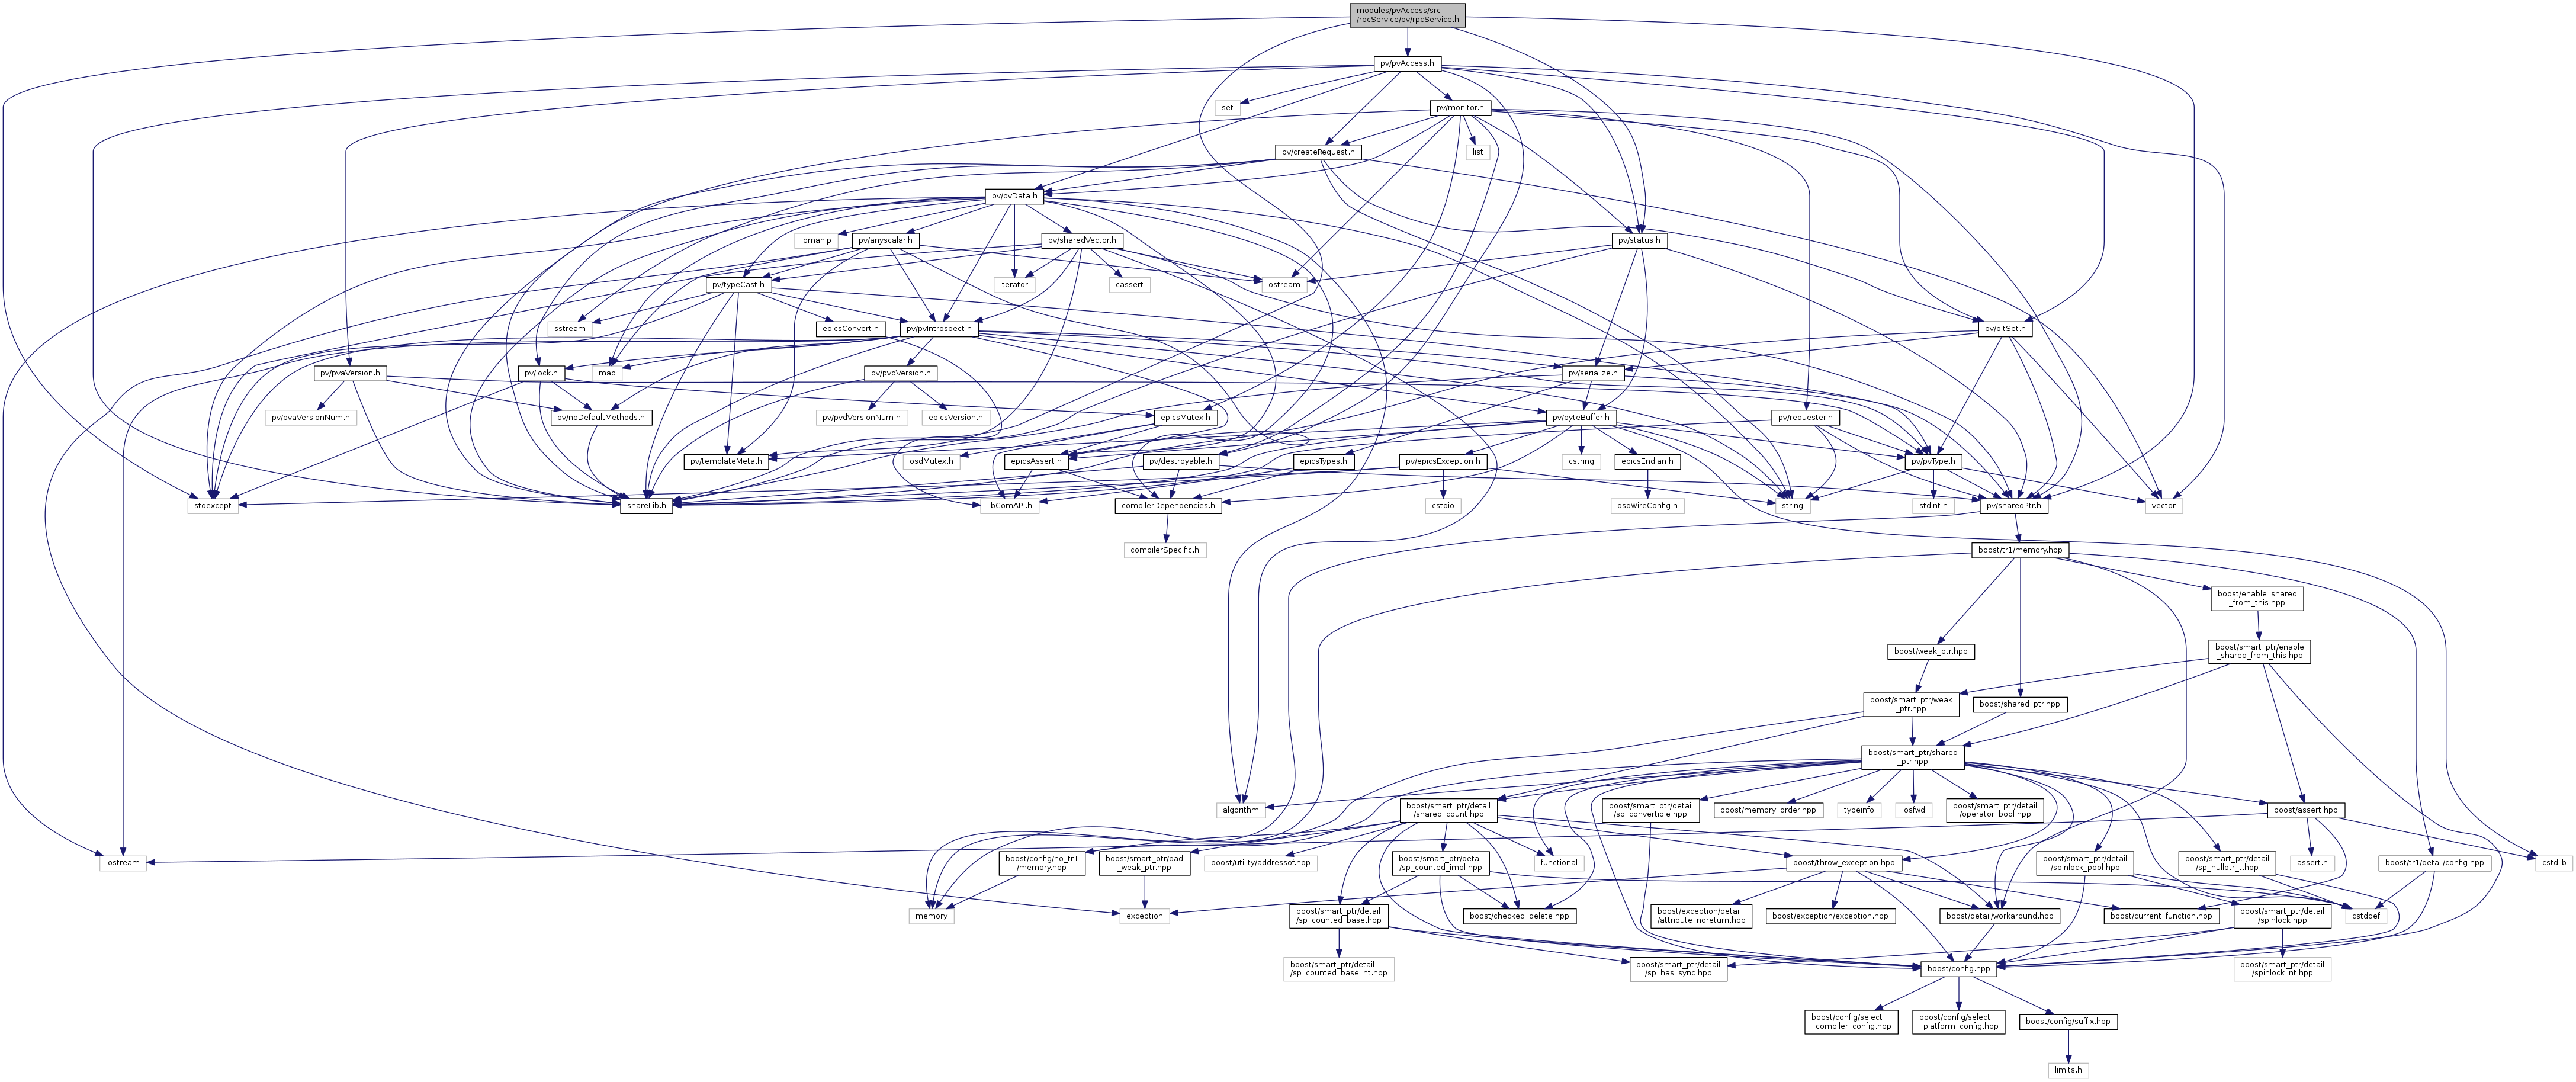 modules/pvAccess/src
/rpcService/pv/rpcService.h
pv/pvAccess.h
set
pv/monitor.h
pv/createRequest.h
list
pv/pvData.h
iomanip
pv/anyscalar.h
pv/sharedVector.h
pv/status.h
pv/typeCast.h
iterator
cassert
ostream
sstream
epicsConvert.h
pv/pvIntrospect.h
pv/bitSet.h
pv/pvaVersion.h
pv/lock.h
map
pv/pvdVersion.h
pv/serialize.h
pv/pvaVersionNum.h
pv/noDefaultMethods.h
pv/pvdVersionNum.h
epicsVersion.h
epicsMutex.h
pv/byteBuffer.h
pv/requester.h
pv/templateMeta.h
osdMutex.h
epicsAssert.h
pv/destroyable.h
epicsTypes.h
pv/epicsException.h
cstring
epicsEndian.h
pv/pvType.h
stdexcept
shareLib.h
libComAPI.h
compilerDependencies.h
cstdio
osdWireConfig.h
string
stdint.h
pv/sharedPtr.h
vector
compilerSpecific.h
boost/tr1/memory.hpp
boost/enable_shared
_from_this.hpp
boost/weak_ptr.hpp
boost/smart_ptr/enable
_shared_from_this.hpp
boost/smart_ptr/weak
_ptr.hpp
boost/shared_ptr.hpp
boost/smart_ptr/shared
_ptr.hpp
algorithm
boost/smart_ptr/detail
/shared_count.hpp
boost/smart_ptr/detail
/sp_convertible.hpp
boost/memory_order.hpp
typeinfo
iosfwd
boost/smart_ptr/detail
/operator_bool.hpp
boost/assert.hpp
iostream
boost/config/no_tr1
/memory.hpp
boost/smart_ptr/bad
_weak_ptr.hpp
boost/utility/addressof.hpp
boost/smart_ptr/detail
/sp_counted_impl.hpp
functional
boost/throw_exception.hpp
boost/smart_ptr/detail
/spinlock_pool.hpp
boost/smart_ptr/detail
/sp_nullptr_t.hpp
assert.h
boost/tr1/detail/config.hpp
cstdlib
memory
exception
boost/smart_ptr/detail
/sp_counted_base.hpp
boost/checked_delete.hpp
boost/exception/detail
/attribute_noreturn.hpp
boost/exception/exception.hpp
boost/detail/workaround.hpp
boost/current_function.hpp
boost/smart_ptr/detail
/spinlock.hpp
cstddef
boost/smart_ptr/detail
/sp_counted_base_nt.hpp
boost/smart_ptr/detail
/sp_has_sync.hpp
boost/config.hpp
boost/smart_ptr/detail
/spinlock_nt.hpp
boost/config/select
_compiler_config.hpp
boost/config/select
_platform_config.hpp
boost/config/suffix.hpp
limits.h